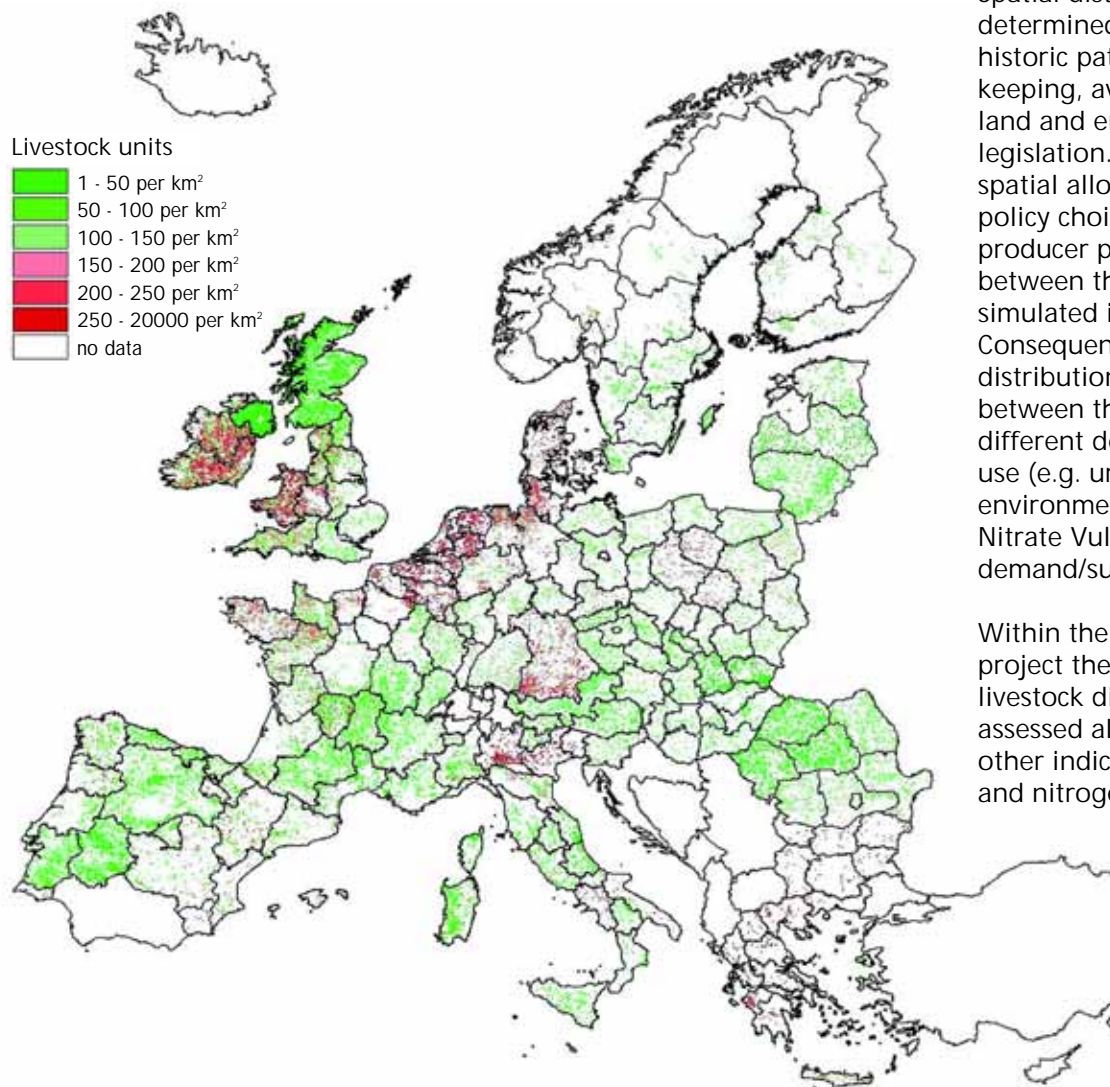 Livestock units
1 - 50 per km²
50 - 100 per km²
100 - 150 per km²
150 - 200 per km²
200 - 250 per km²
250 - 20000 per km²
no data
determined
historic pat
keeping, av
land and e
legislation.
spatial allo
policy choi
producer p
between th
simulated i
Consequen
distribution
between th
different de
use (e.g. u
environme
Nitrate Vul
demand/su
Within the
project the
livestock di
assessed al
other indic
and nitroge